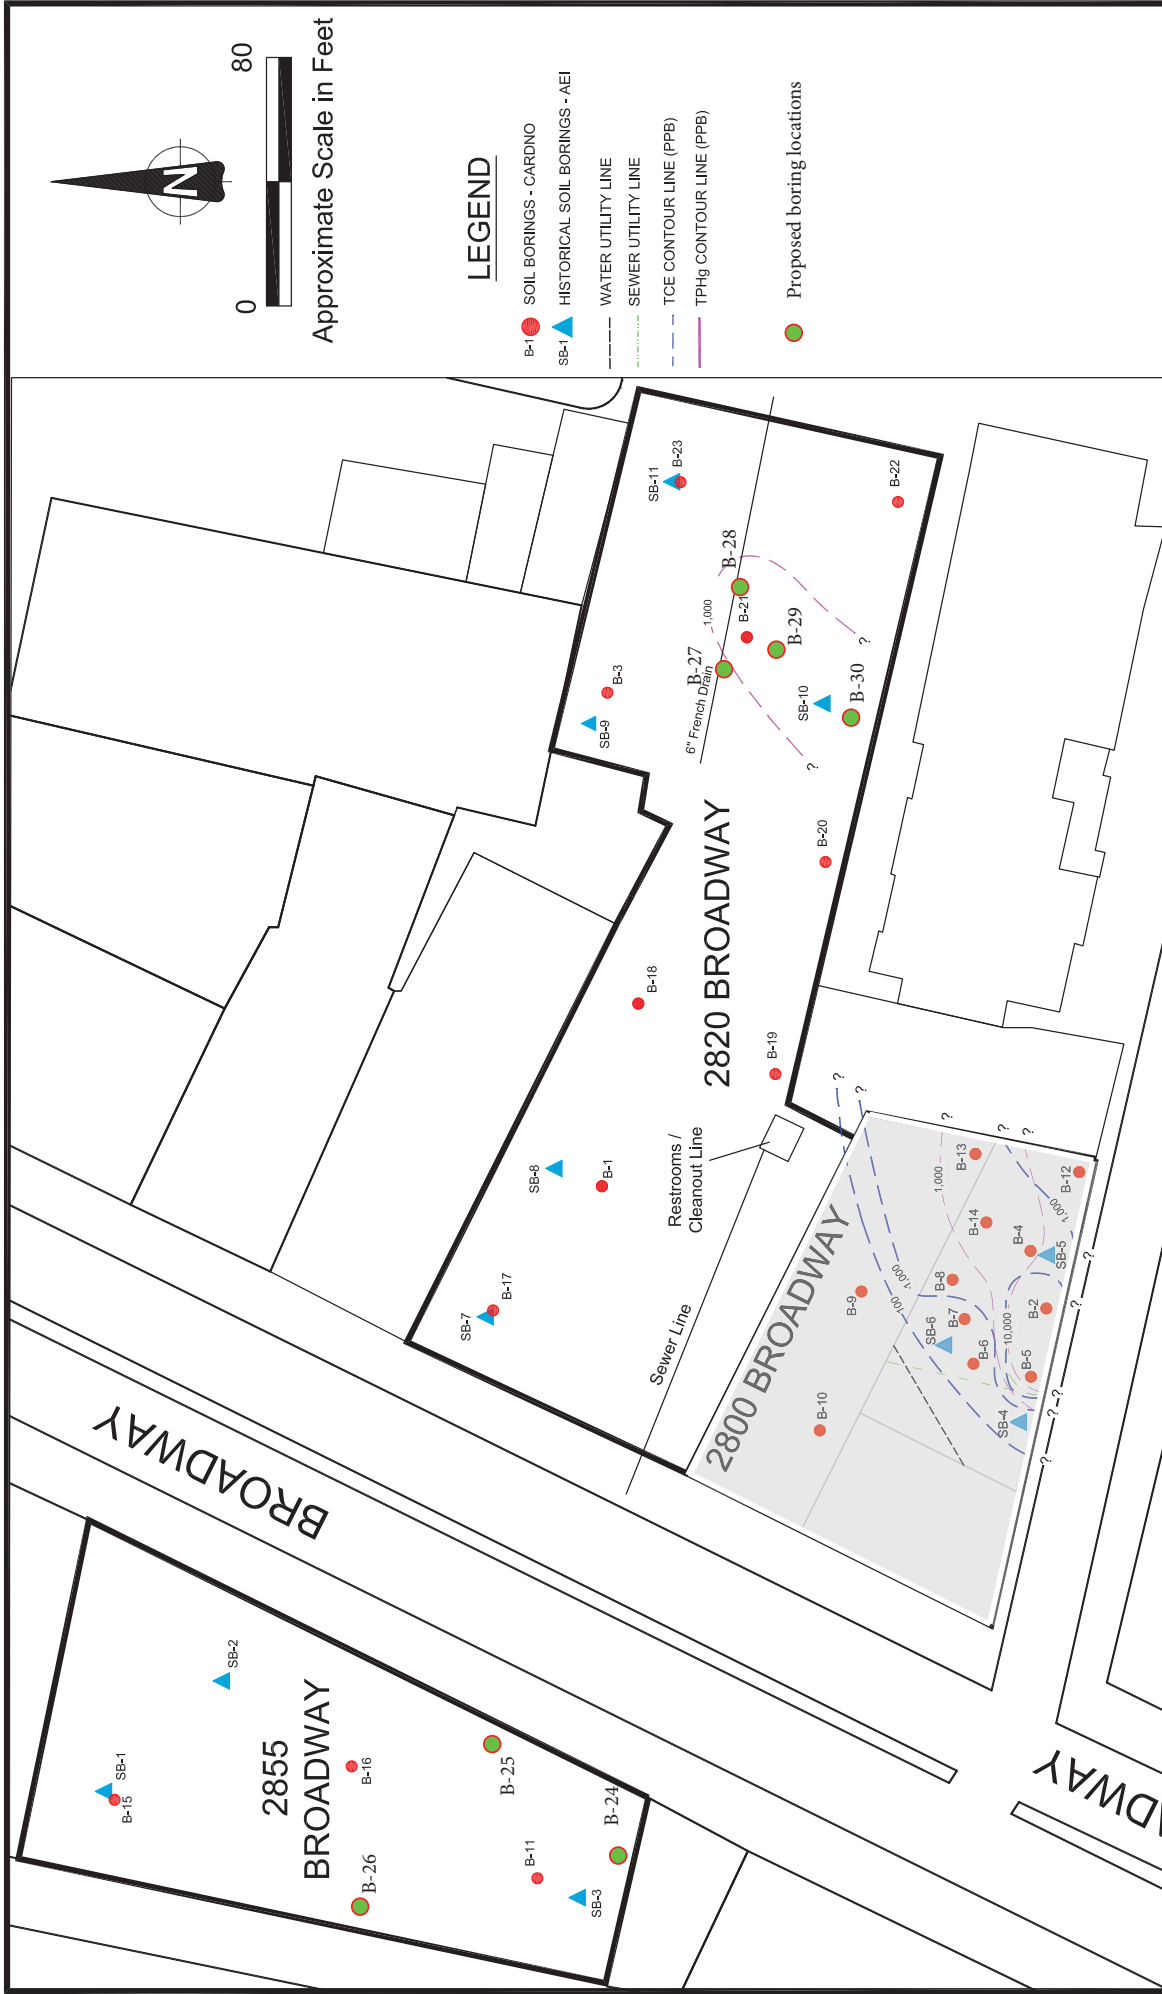 N
0
80
Approximate Scale in Feet
LEGEND
B-1
SOIL BORINGS - CARDNO
SB-1
HISTORICAL SOIL BORINGS - AEI
WATER UTILITY LINE
SEWER UTILITY LINE
TCE CONTOUR LINE (PPB)
TPHg CONTOUR LINE (PPB)
Proposed boring locations
SB-11
B-23
B-22
B-28
1,000
B-21
B-29
B-27
6" French Drain
B-3
SB-9
SB-10
B-30
?
?
B-20
2820 BROADWAY
B-18
B-19
SB-8
B-1
Restrooms /
Cleanout Line
SB-7
B-17
Sewer Line
?
?
?
?
?
2800 BROADWAY
1,000
B-13
B-12
B-14
1,000
B-4
SB-5
B-9
1,000
100
B-8
B-7
SB-6
B-6
10,000
B-2
B-5
SB-4
B-10
?
?
?
?
?
BROADWAY
SB-2
2855
BROADWAY
SB-1
B-15
B-16
B-25
B-24
B-26
B-11
SB-3
DWAY